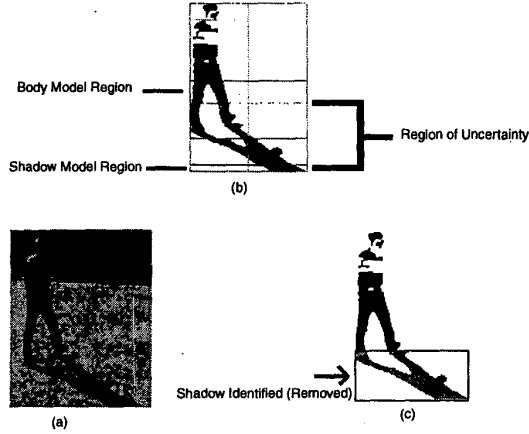 Body Model Region
Region of Uncertainty
Shadow Model Region
(b)
Shadow Identified (Removed)
(a)
(c)